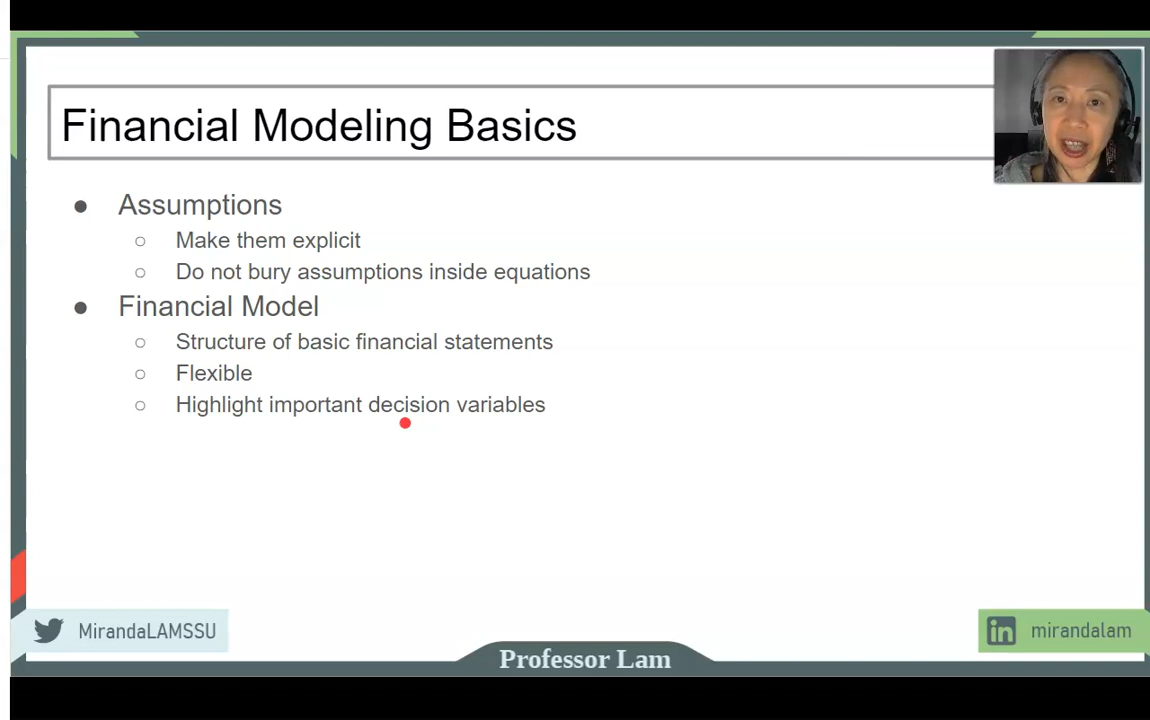 Financial Modeling Basics
● Assumptions
○ Make them explicit
○ Do not bury assumptions inside equations
● Financial Model
○ Structure of basic financial statements
○ Flexible
○ Highlight important decision variables
MirandaLAMSSU
in mirandalam
Professor Lam